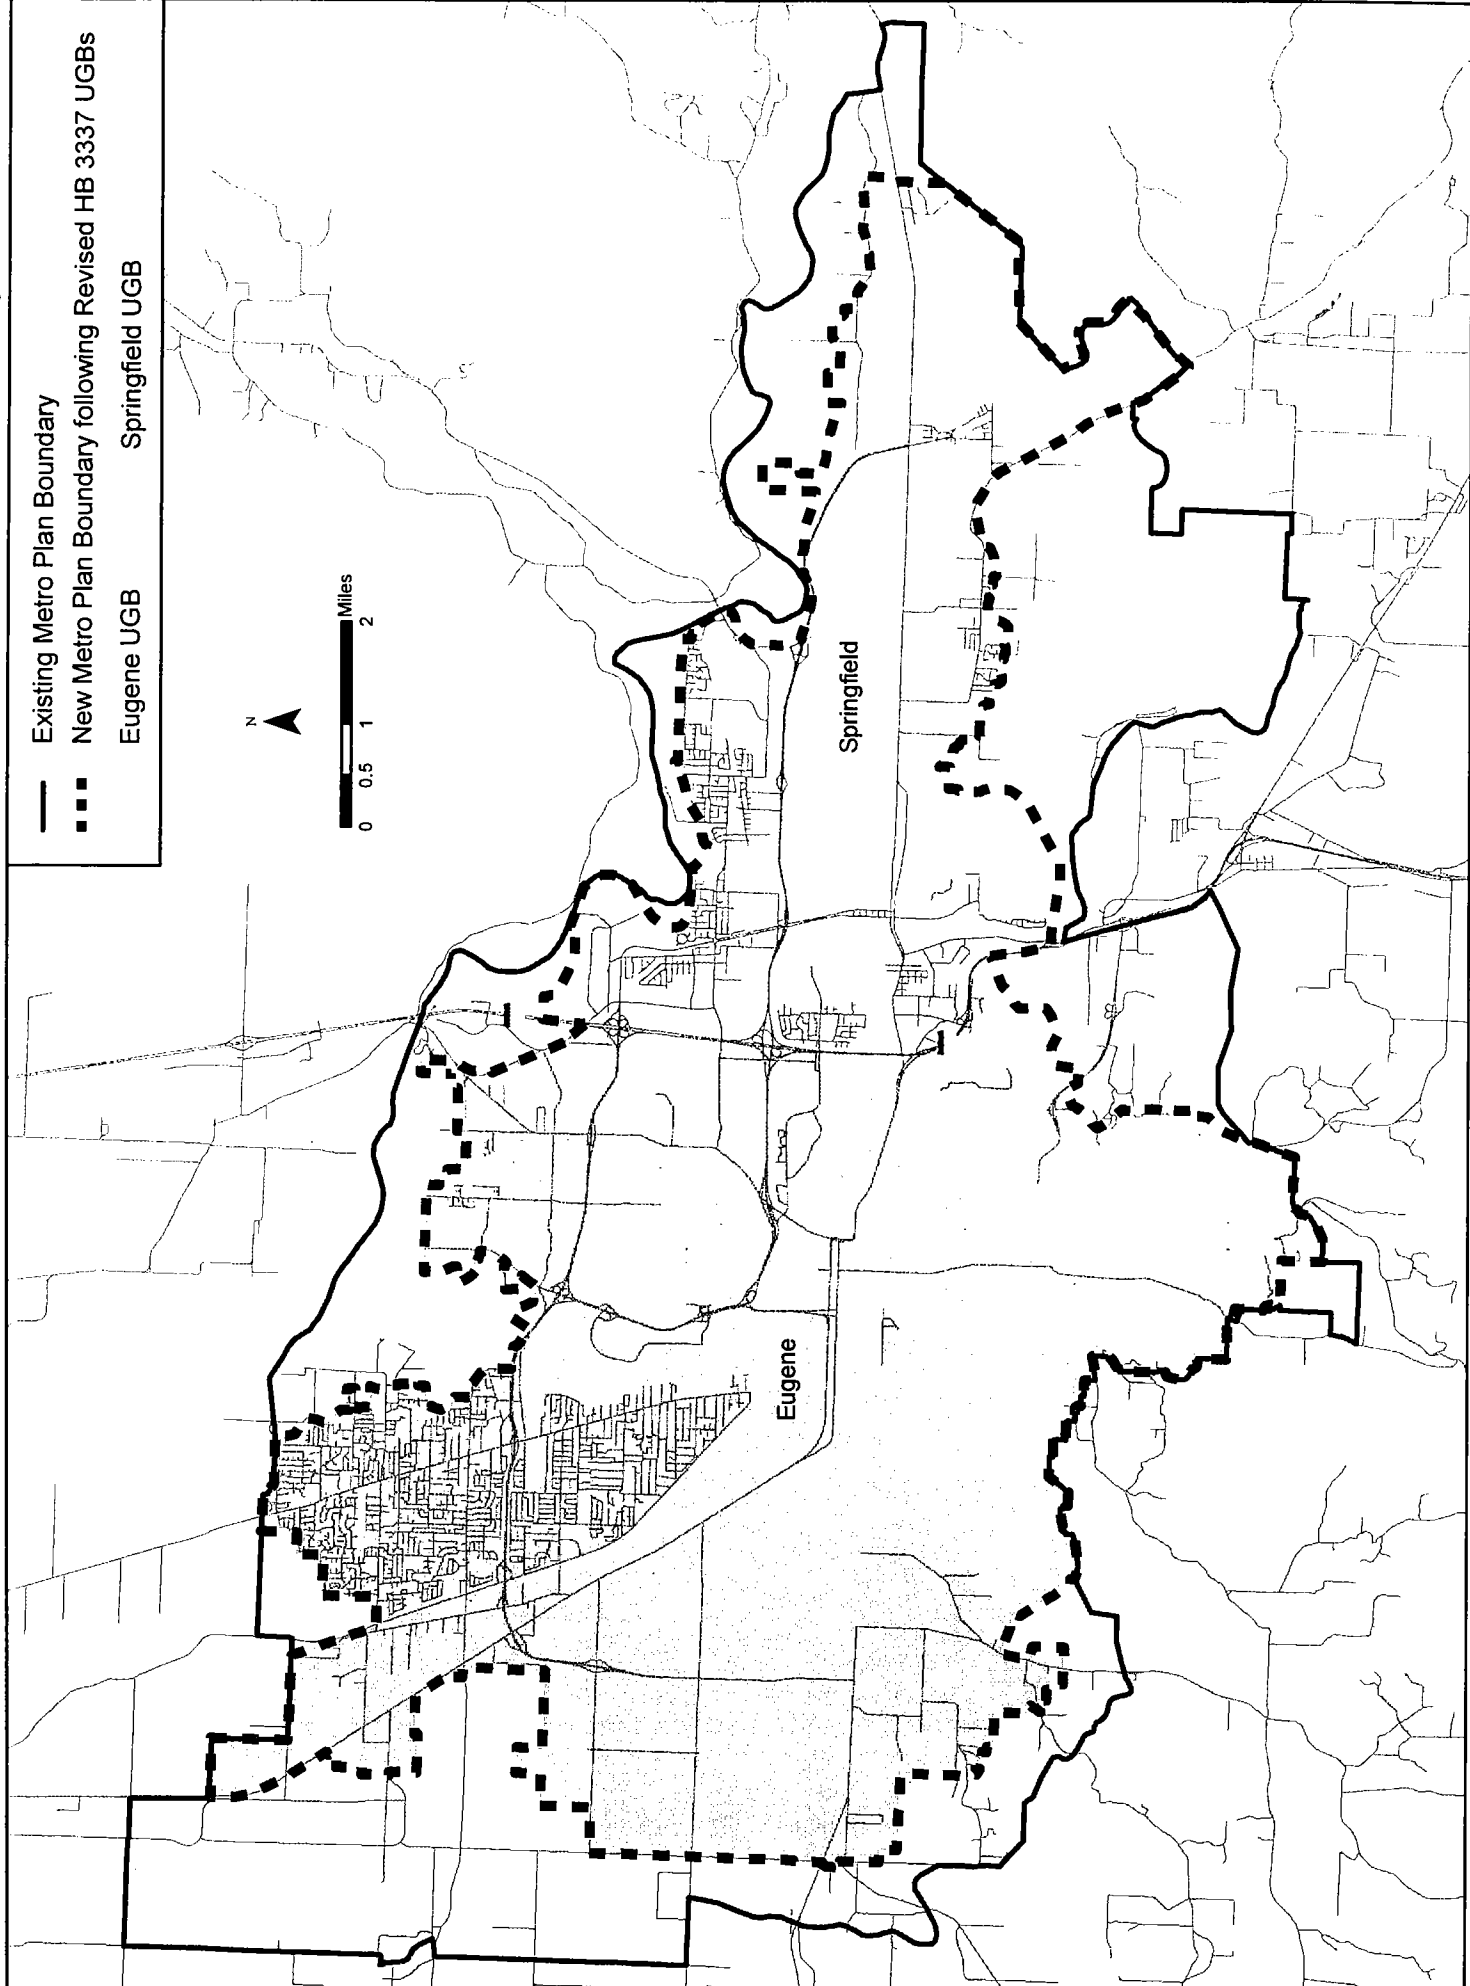 Existing Metro Plan Boundary
New Metro Plan Boundary following Revised HB 3337 UGBs
Eugene UGB Springfield UGB
N
Miles
0 0.5 1 2
Springfield
Eugene